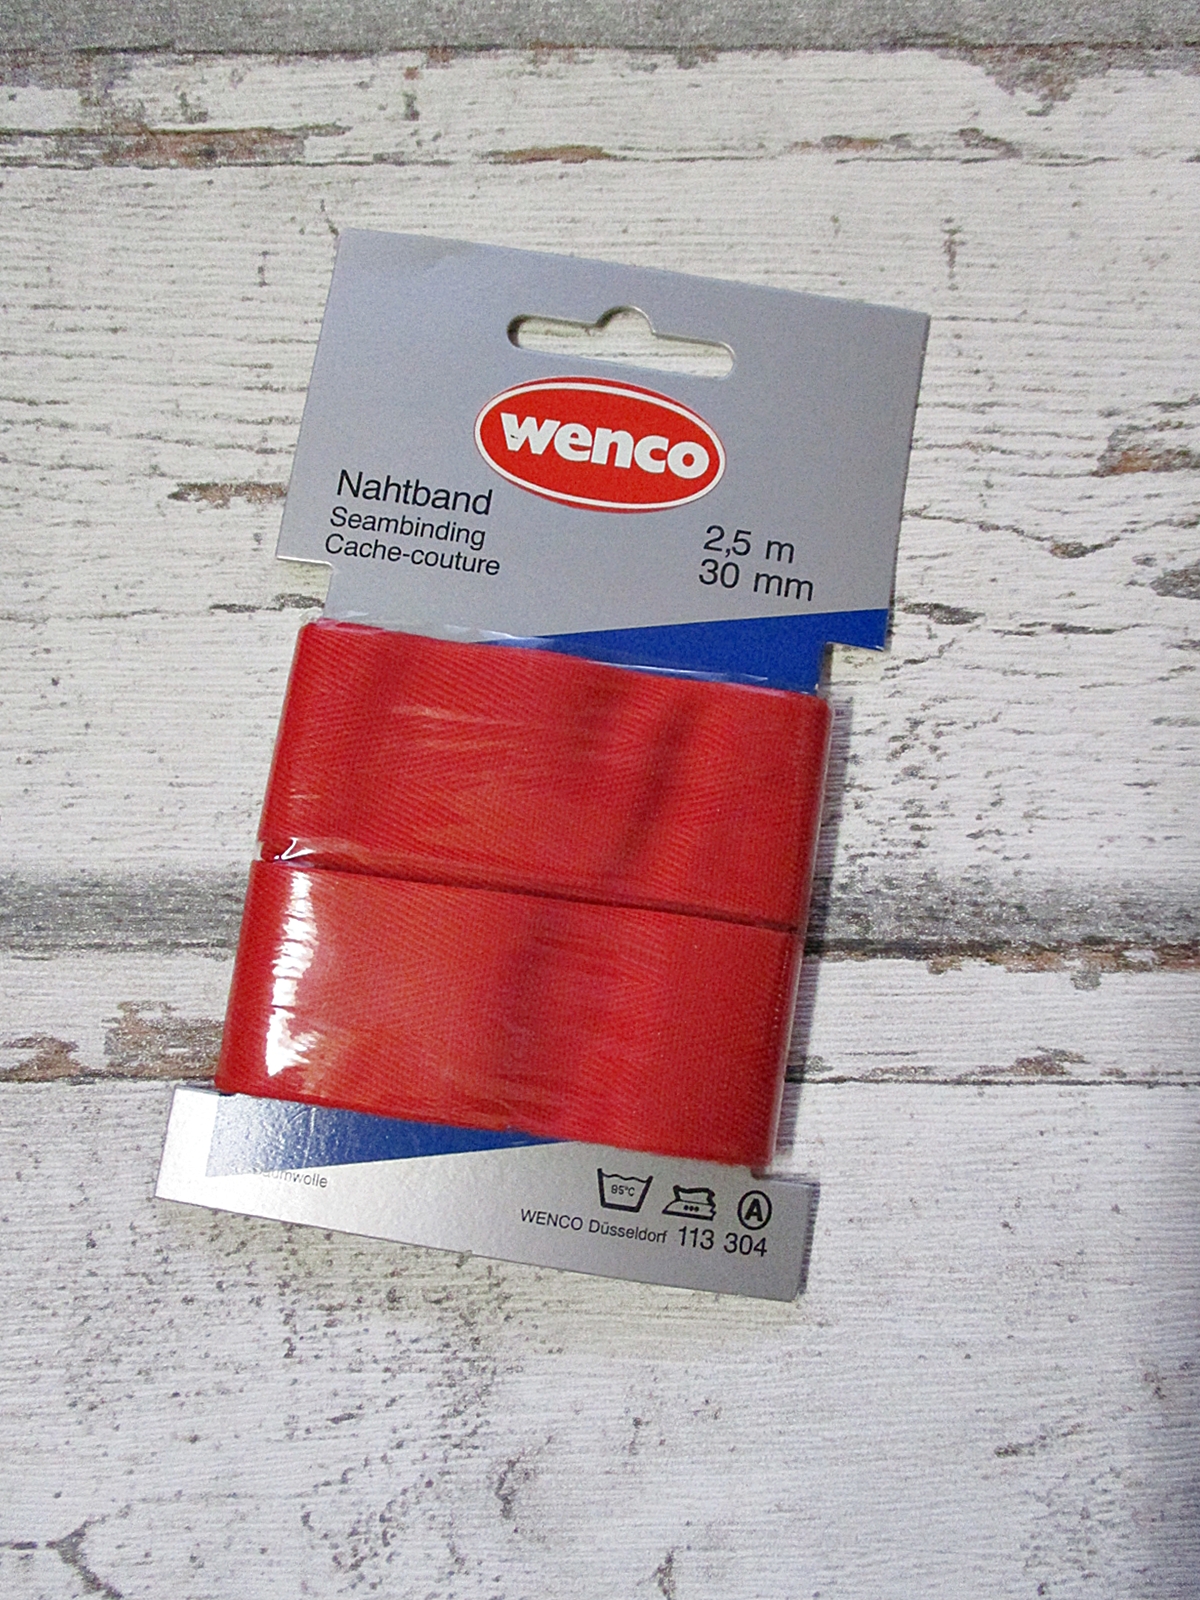 wenco
Nahtband
Seambinding
Cache-couture
2,5 m
30 mm
95°C
A
WENCO Düsseldorf 113 304